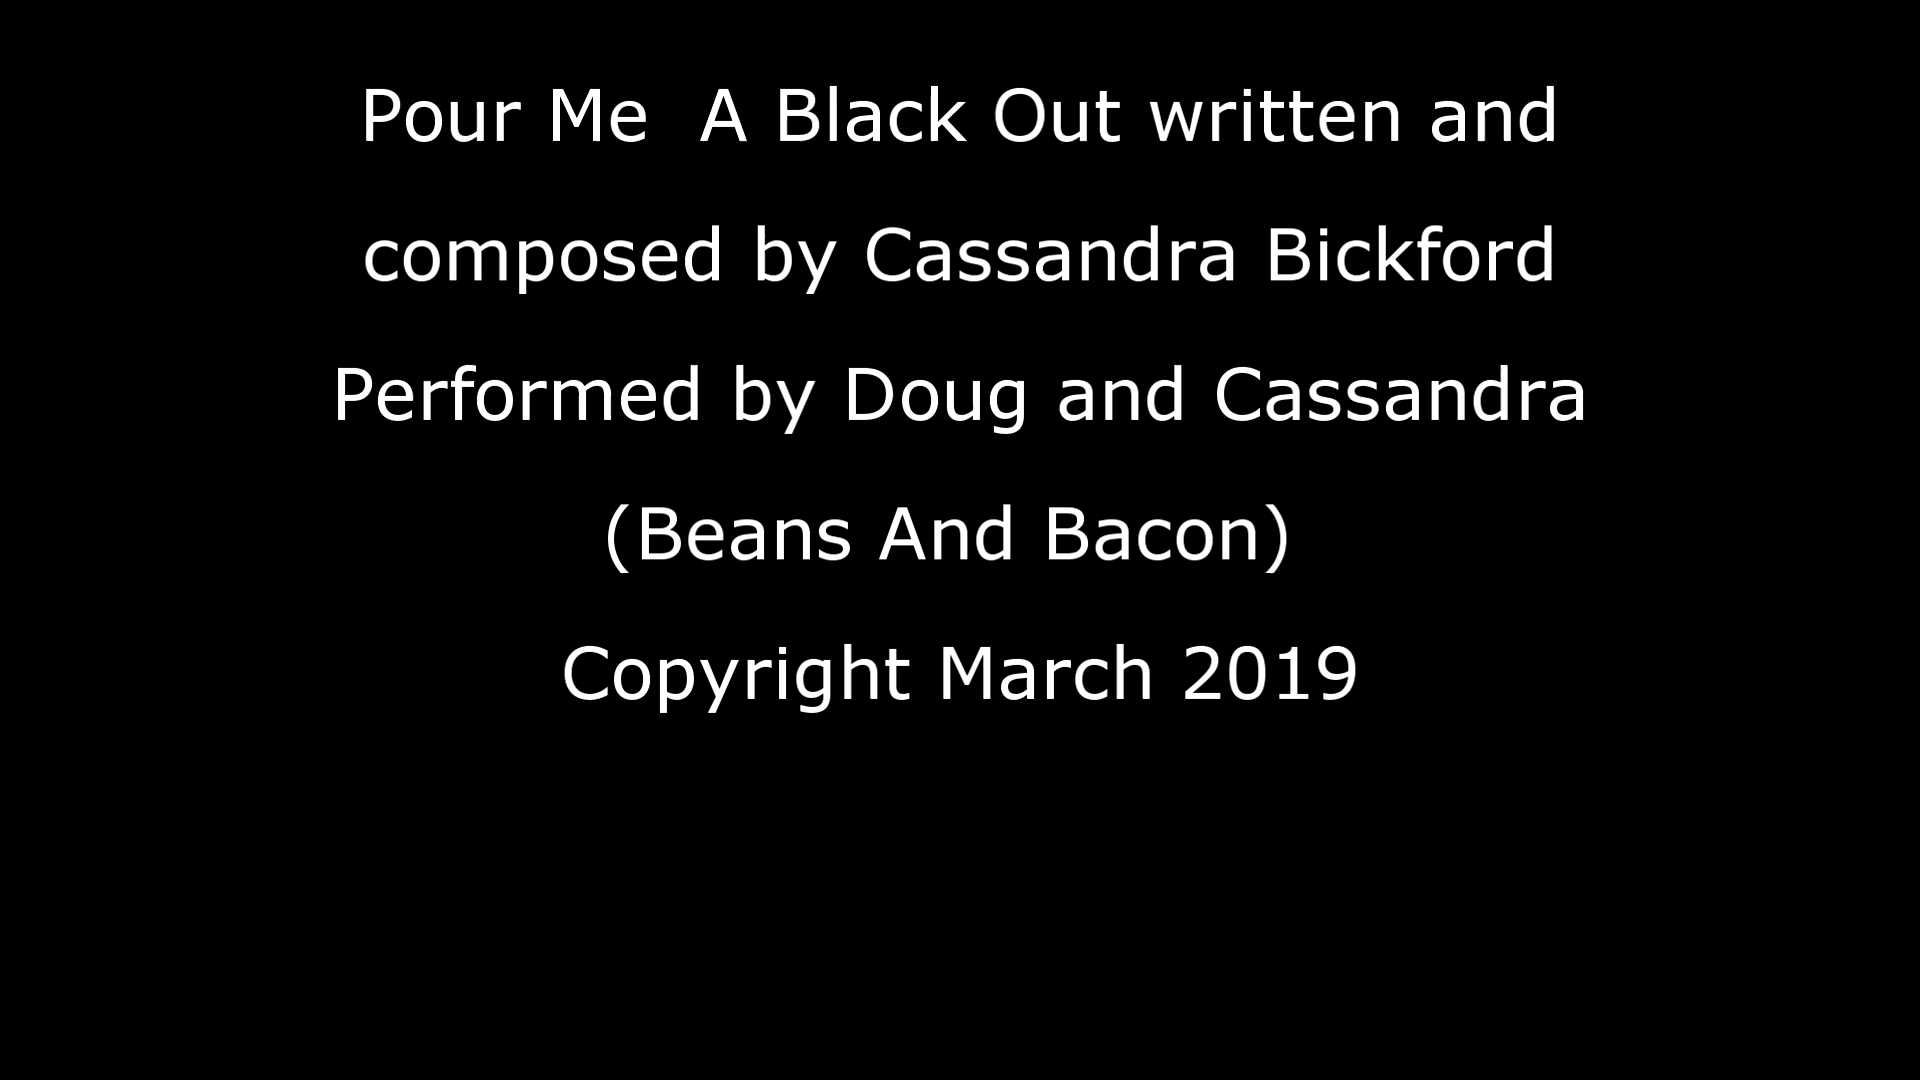 Pour Me  A Black Out written and
composed by Cassandra Bickford
Performed by Doug and Cassandra
(Beans And Bacon)
Copyright March 2019